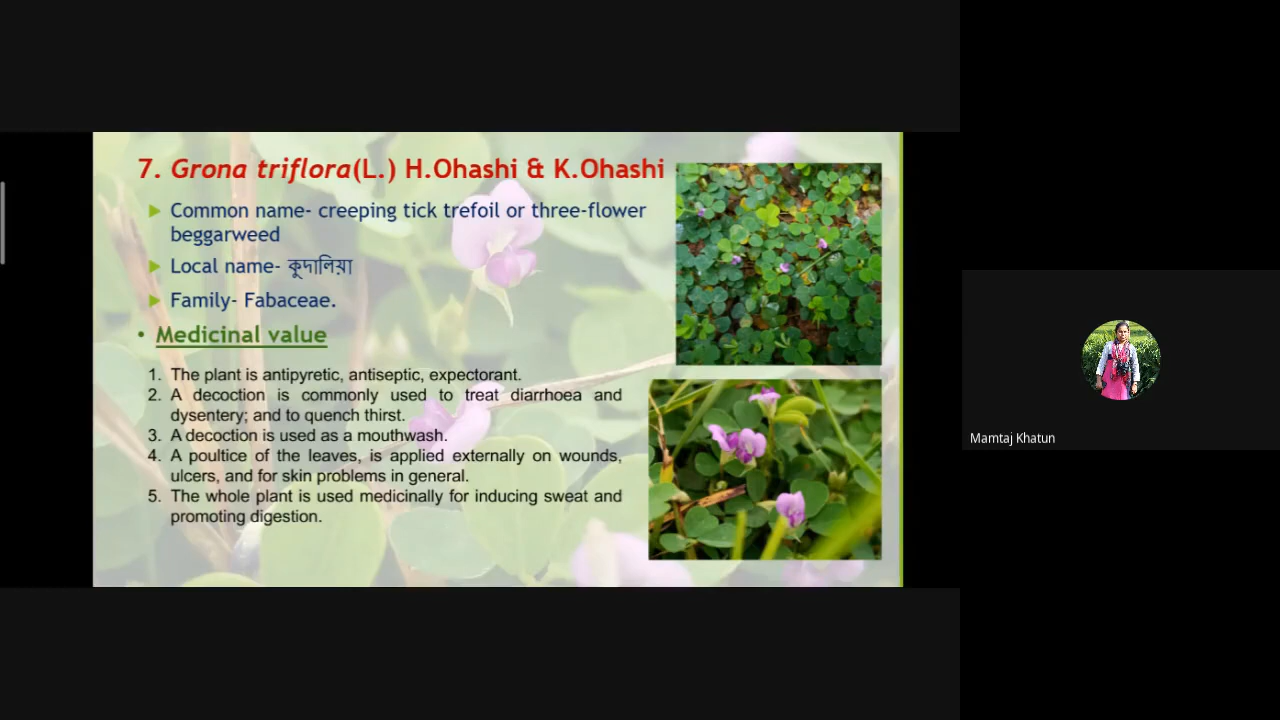 7. Grona triflora(L.) H.Ohashi & K.Ohashi
Common name- creeping tick trefoil or three-flower
beggarweed
Local name- কুদালিয়া
Family- Fabaceae.
• Medicinal value
1. The plant is antipyretic, antiseptic, expectorant.
2. A decoction is commonly used to treat diarrhoea and
dysentery; and to quench thirst.
3. A decoction is used as a mouthwash.
4. A poultice of the leaves, is applied externally on wounds,
ulcers, and for skin problems in general.
5. The whole plant is used medicinally for inducing sweat and
promoting digestion.
Mamtaj Khatun